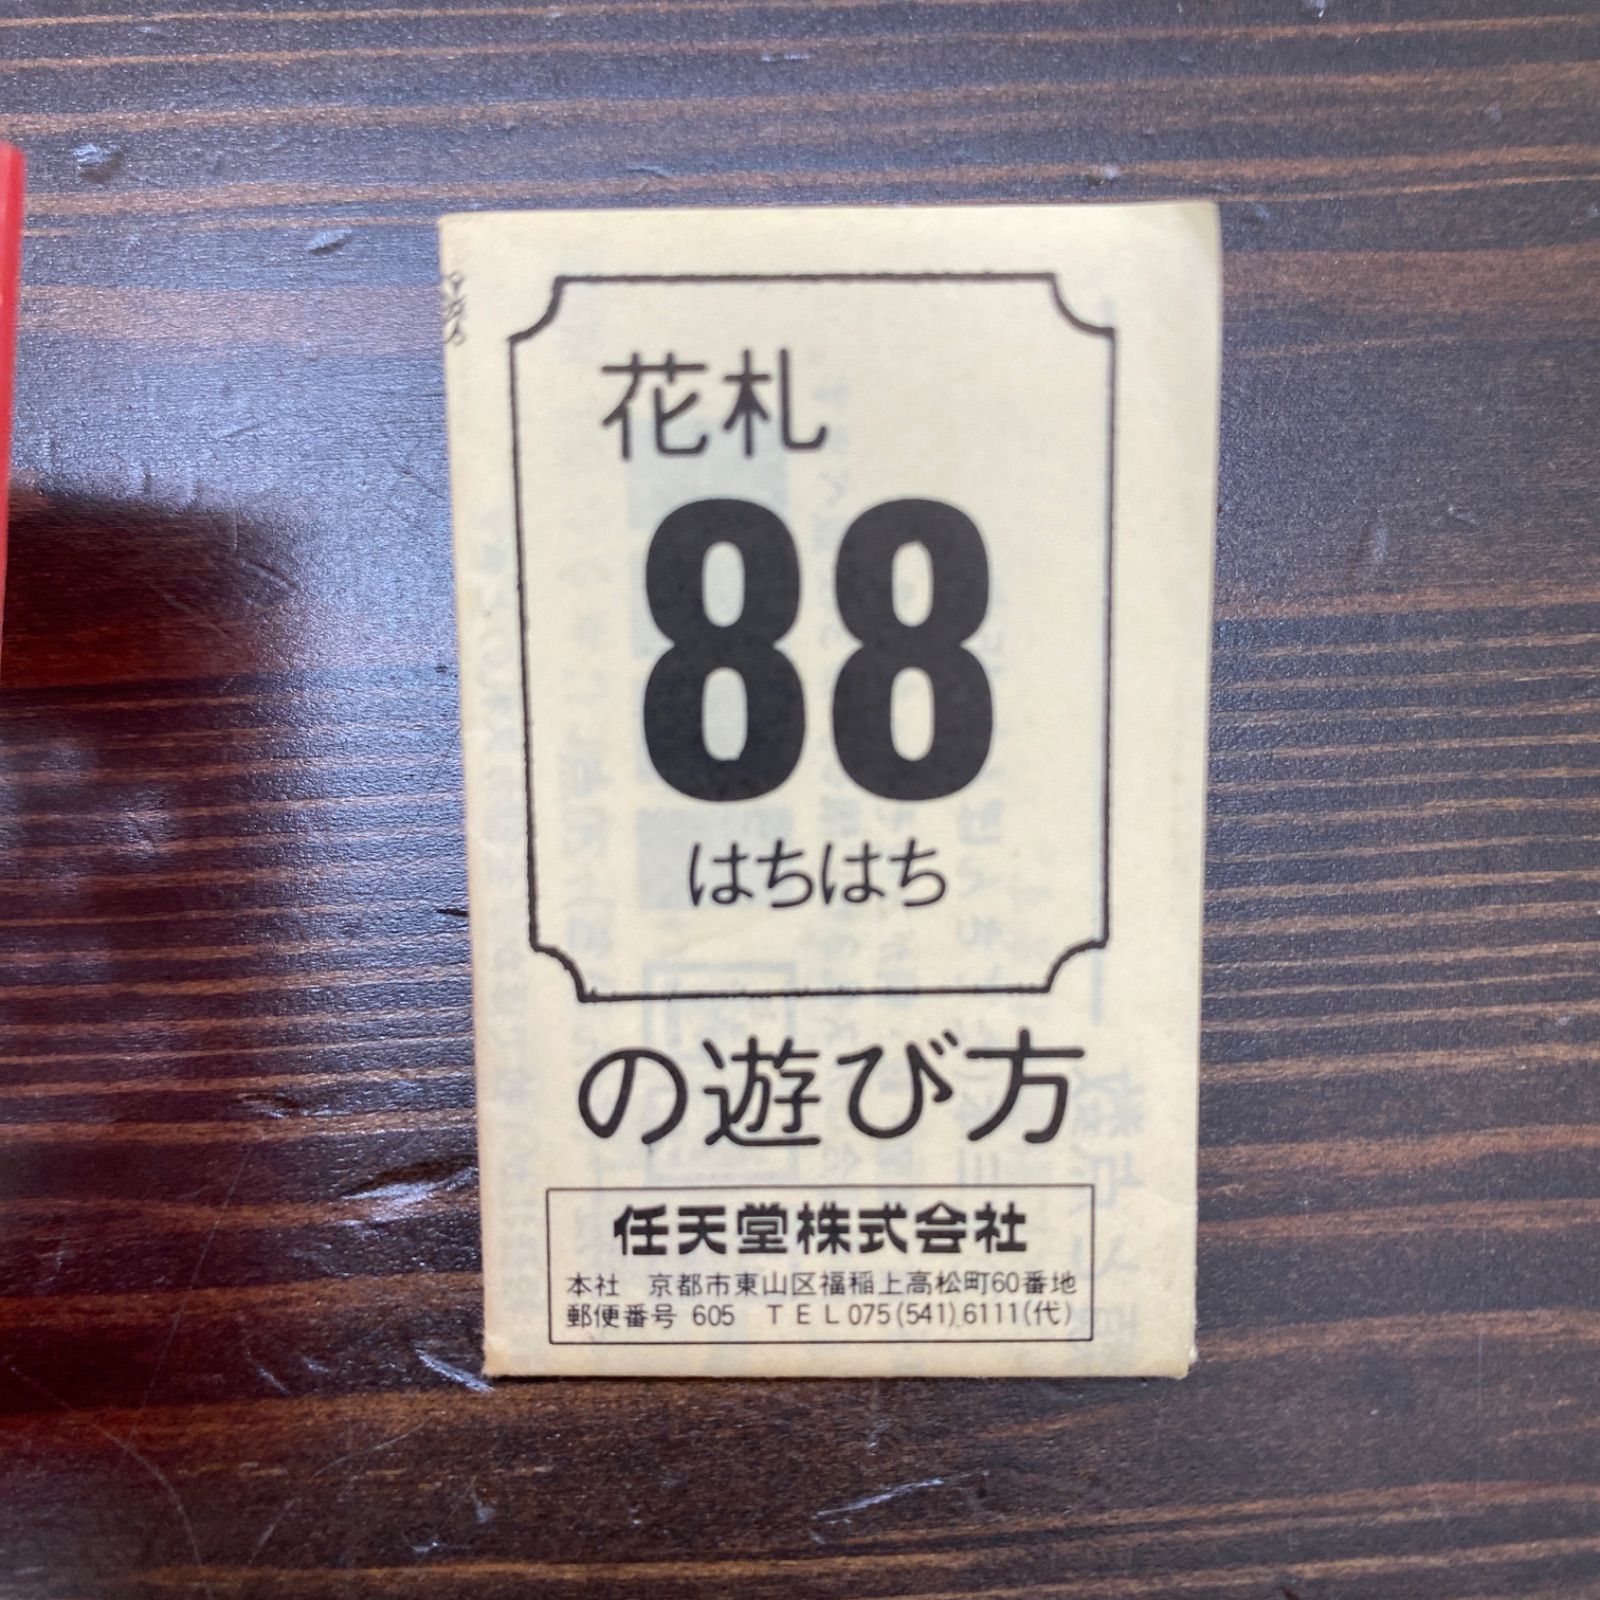 花札
88
はちはち
の遊び方
任天堂株式会社
本社 京都市東山区福稲上高松町60番地
郵便番号 605 TEL 075(541)6111(代)